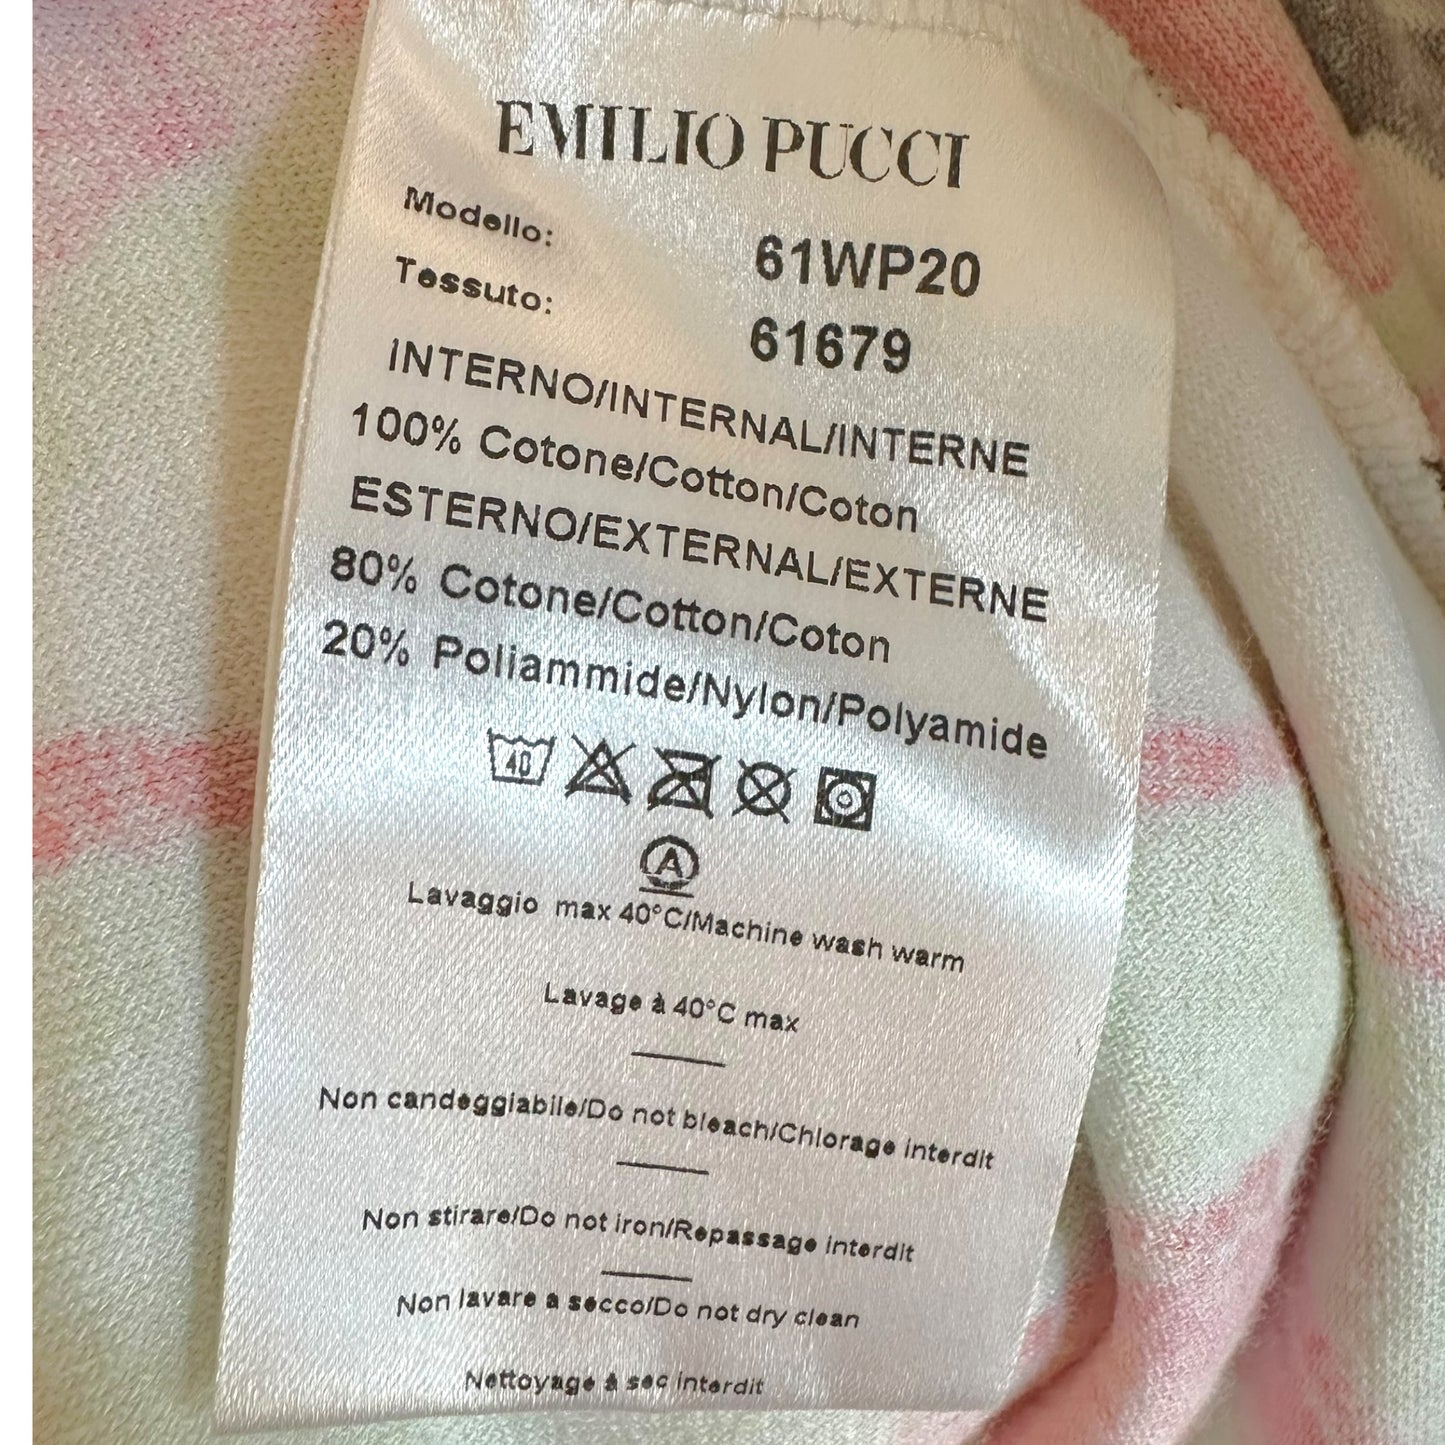 EMILIO PUCCI
Modello: 61WP20
Tessuto: 61679
INTERNO/INTERNAL/INTERNE
100% Cotone/Cotton/Coton
ESTERNO/EXTERNAL/EXTERNE
80% Cotone/Cotton/Coton
20% Poliammide/Nylon/Polyamide
40
A
Lavaggio max 40°C/Machine wash warm
Lavage à 40°C max
Non candeggiabile/Do not bleach/Chlorage interdit
Non stirare/Do not iron/Repassage interdit
Non lavare a secco/Do not dry clean
Nettoyage à sec interdit